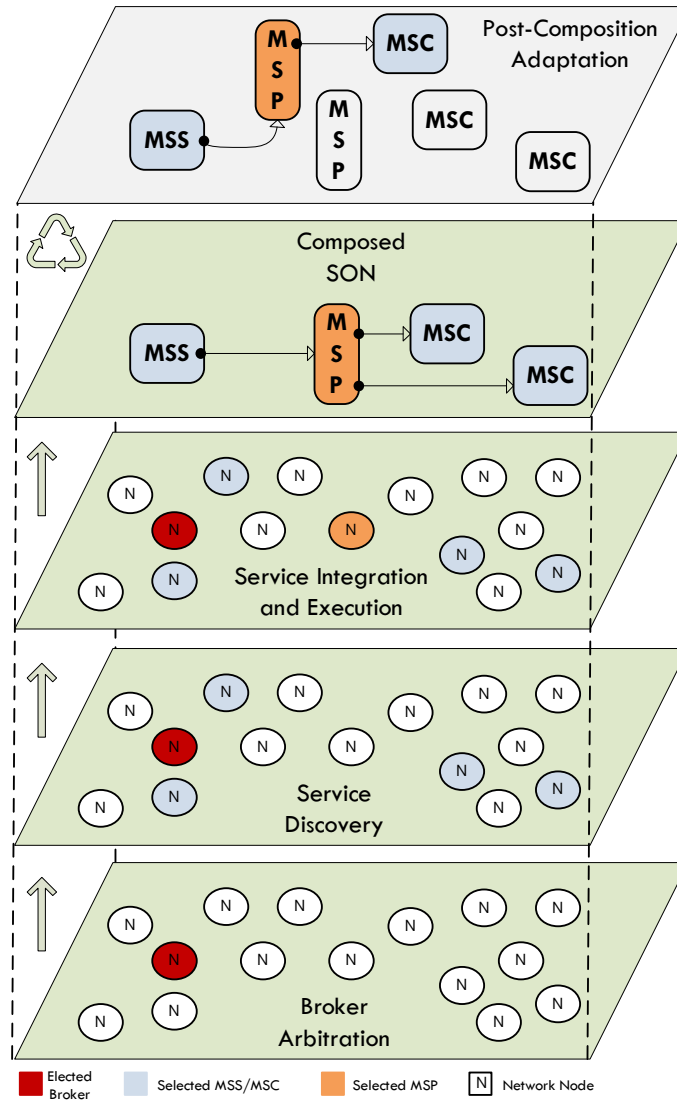 Post-Composition
Adaptation
M
S
P
MSC
MSS
M
S
P
MSC
MSC
Composed
SON
MSS
M
S
P
MSC
MSC
N N N N
N N
N N N N
N
N N
N N
Service Integration
and Execution
N N N N
N N
N N N N
N
N N
N N
Service
Discovery
N N N N
N N
N N N N
N
N N
N N
Broker
Arbitration
Elected
Broker
Selected MSS/MSC
Selected MSP
N
Network Node